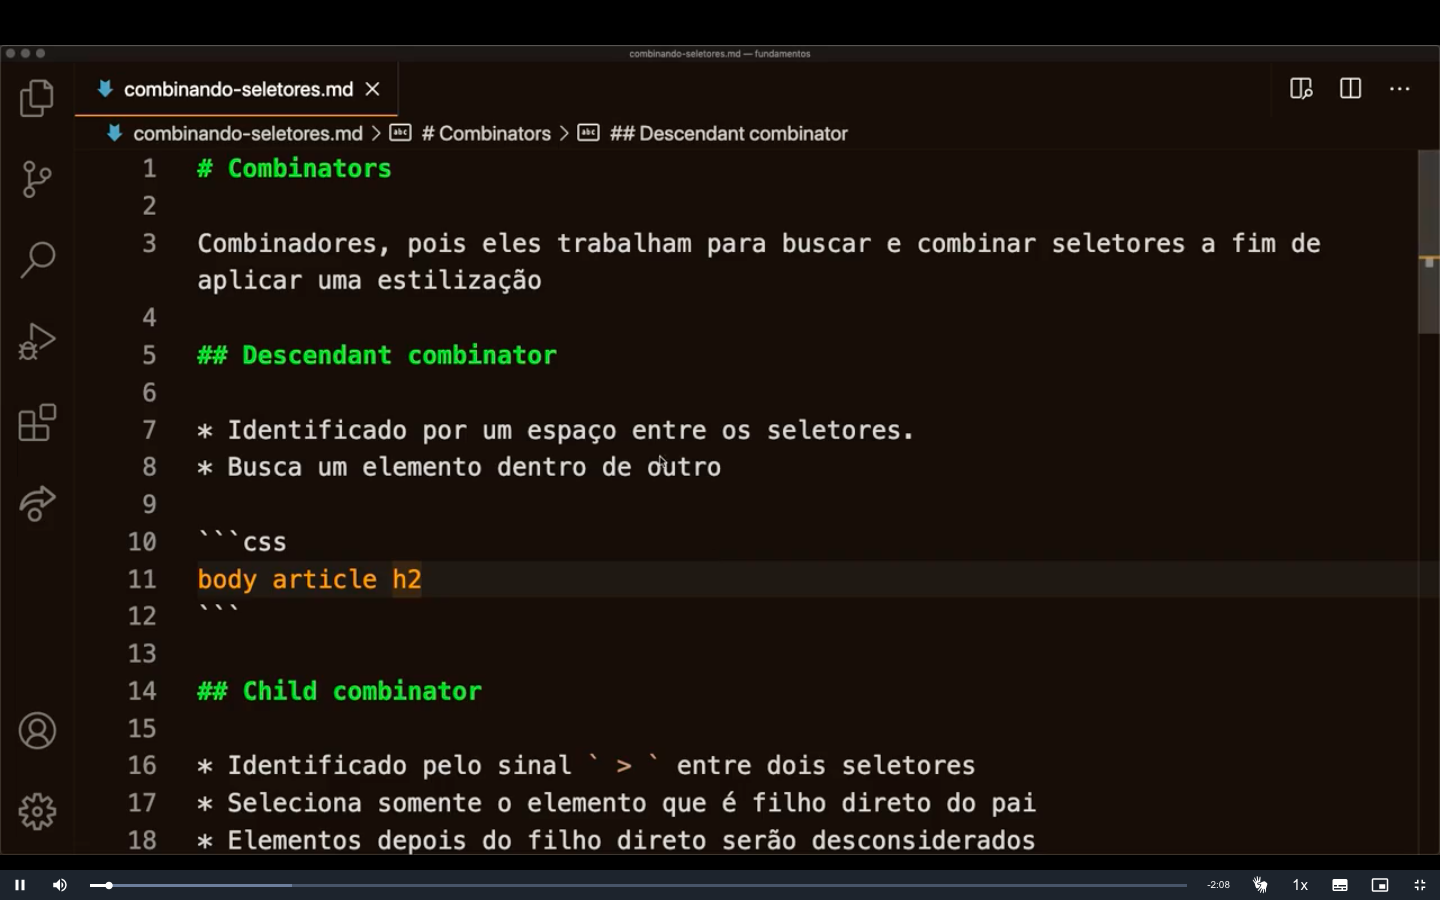 combinando-seletores.md — fundamentos
combinando-seletores.md
combinando-seletores.md > # Combinators > ## Descendant combinator
1 # Combinators
2
3 Combinadores, pois eles trabalham para buscar e combinar seletores a fim de
aplicar uma estilização
4
5 ## Descendant combinator
6
7 * Identificado por um espaço entre os seletores.
8 * Busca um elemento dentro de outro
9
10 ```css
11 body article h2
12 ```
13
14 ## Child combinator
15
16 * Identificado pelo sinal ` > ` entre dois seletores
17 * Seleciona somente o elemento que é filho direto do pai
18 * Elementos depois do filho direto serão desconsiderados
-2:08 1x